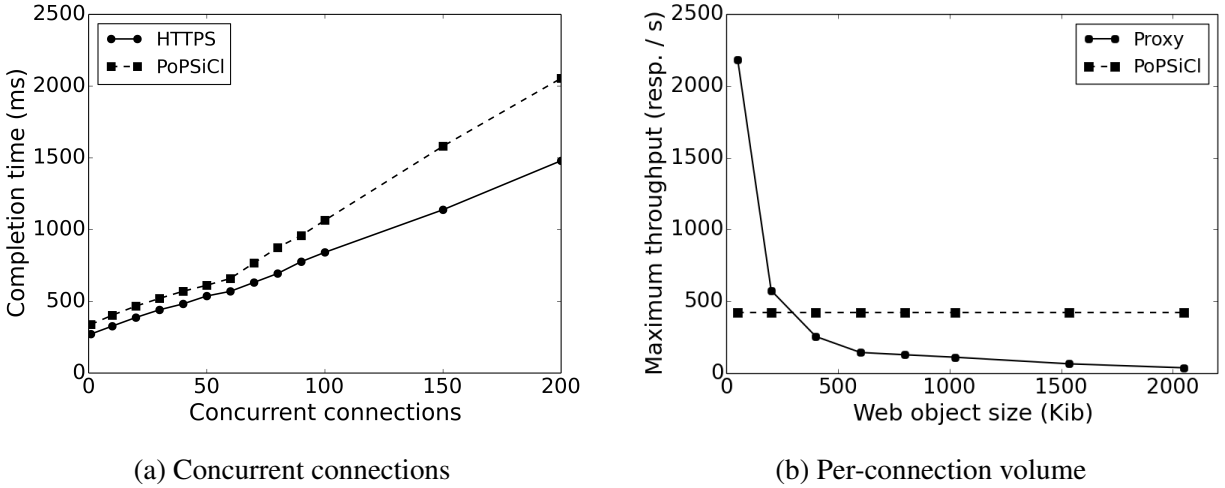 2500
2000
1500
1000
500
0
0 50 100 150 200
Completion time (ms)
Concurrent connections
HTTPS
PoPSiCl
(a) Concurrent connections
2500
2000
1500
1000
500
0
0 500 1000 1500 2000
Maximum throughput (resp. / s)
Web object size (Kib)
Proxy
PoPSiCl
(b) Per-connection volume